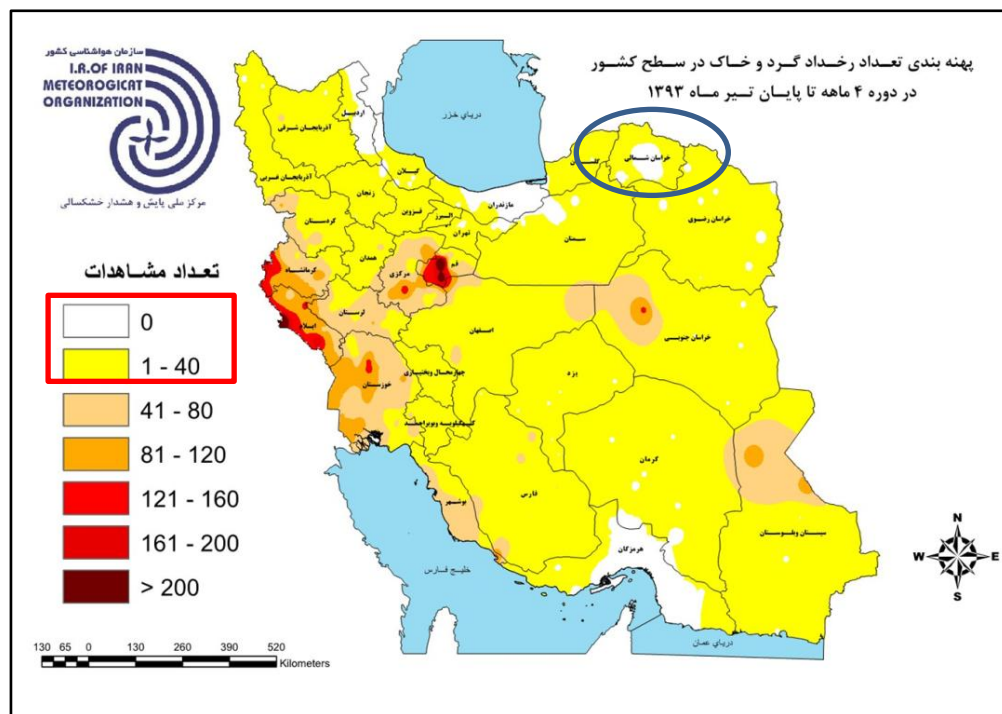 سازمان هواشناسی کشور
I.R.OF IRAN
METEOROGICAT
ORGANIZATION
مرکز ملی پایش و هشدار خشکسالی
پهنه بندی تعداد رخداد گرد و خاک در سطح کشور
در دوره ۴ ماهه تا پایان تیر ماه ۱۳۹۳
دریای خزر
اردبیل
آذربایجان شرقی
آذربایجان غربی
گیلان
زنجان
کردستان
قزوین
البرز
تهران
مازندران
خراسان شمالی
خراسان رضوی
سمنان
همدان
کرمانشاه
مرکزی
قم
لرستان
ایلام
اصفهان
خراسان جنوبی
یزد
چهارمحال وبختیاری
خوزستان
کهگیلویه وبویراحمد
کرمان
فارس
بوشهر
هرمزگان
سیستان وبلوچستان
خلیج فارس
دریای عمان
تعداد مشاهدات
0
1 - 40
41 - 80
81 - 120
121 - 160
161 - 200
> 200
N
W E
S
130 65 0 130 260 390 520
Kilometers